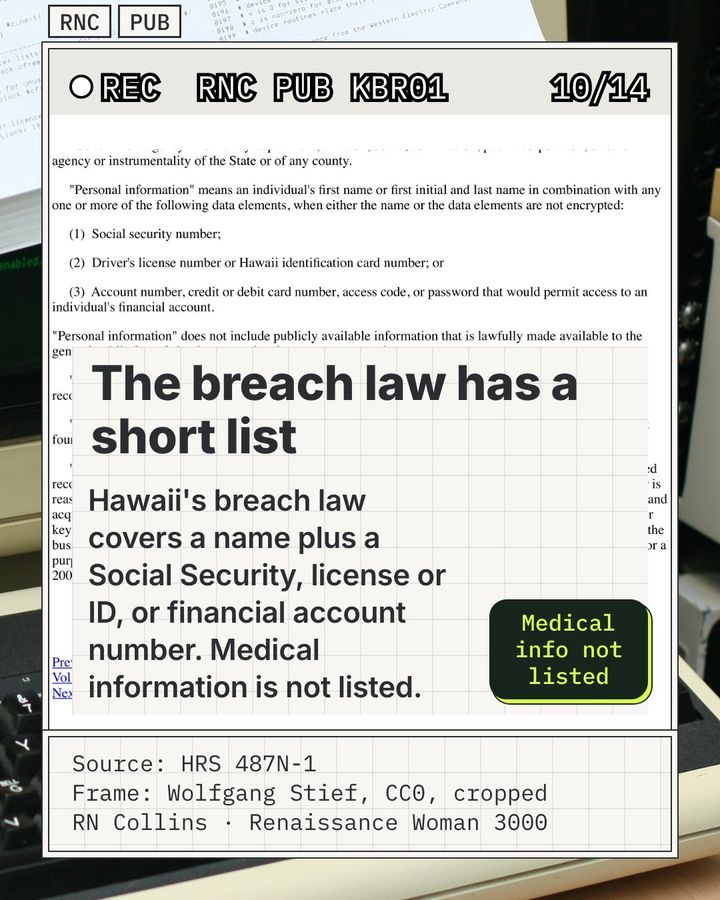 RNC PUB
REC RNC PUB KBR01 10/14
agency or instrumentality of the State or of any county.
"Personal information" means an individual's first name or first initial and last name in combination with any
one or more of the following data elements, when either the name or the data elements are not encrypted:
(1) Social security number;
(2) Driver's license number or Hawaii identification card number; or
(3) Account number, credit or debit card number, access code, or password that would permit access to an
individual's financial account.
"Personal information" does not include publicly available information that is lawfully made available to the
The breach law has a
short list
Hawaii's breach law
covers a name plus a
Social Security, license or
ID, or financial account
number. Medical
information is not listed.
Medical
info not
listed
Source: HRS 487N-1
Frame: Wolfgang Stief, CC0, cropped
RN Collins · Renaissance Woman 3000